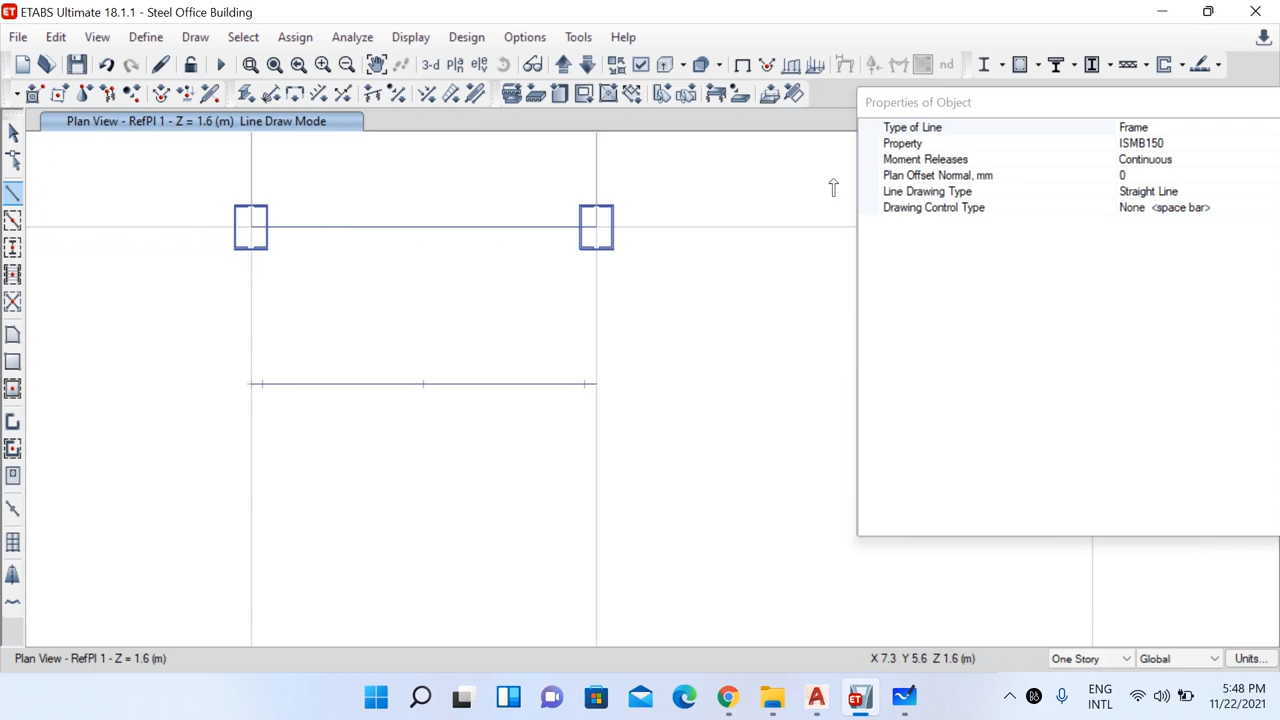 ETABS Ultimate 18.1.1 - Steel Office Building
File Edit View Define Draw Select Assign Analyze Display Design Options Tools Help
3-d pla ele nd
Plan View - RefPl 1 - Z = 1.6 (m) Line Draw Mode
Properties of Object
Type of Line Frame
Property ISMB150
Moment Releases Continuous
Plan Offset Normal, mm 0
Line Drawing Type Straight Line
Drawing Control Type None <space bar>
Plan View - RefPl 1 - Z = 1.6 (m) X 7.3 Y 5.6 Z 1.6 (m) One Story Global Units...
ENG
INTL
5:48 PM
11/22/2021